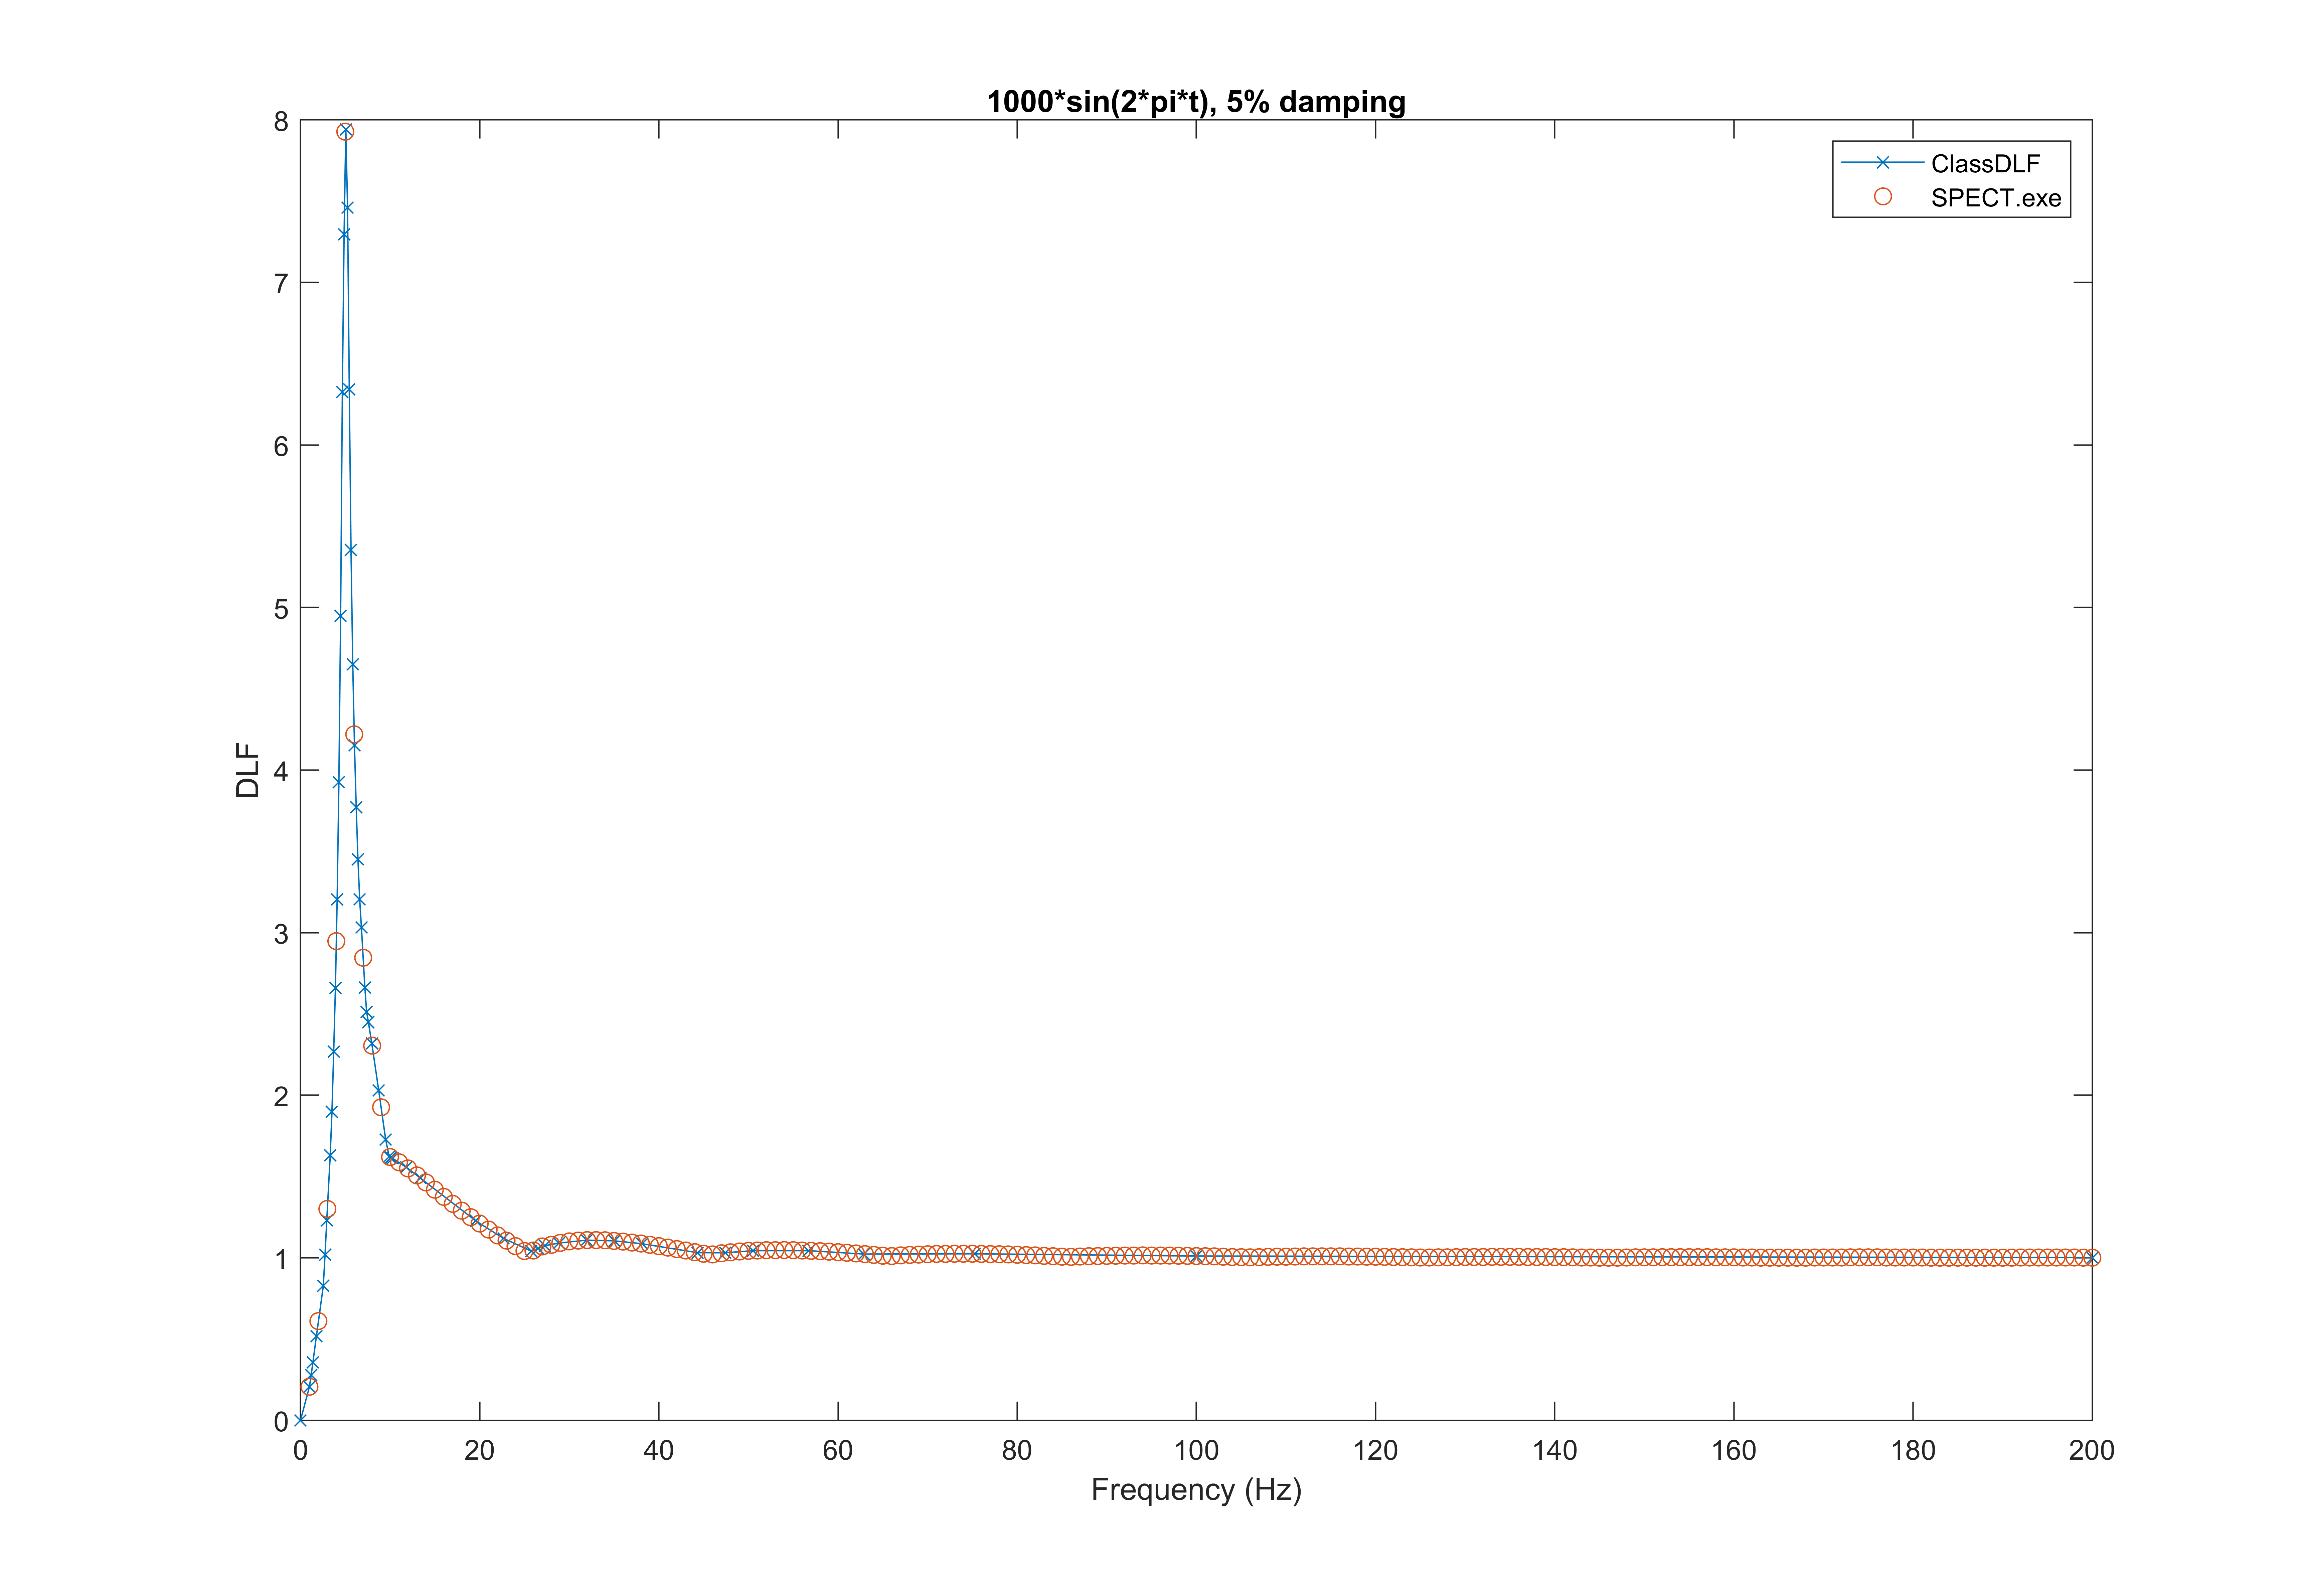 1000*sin(2*pi*t), 5% damping
ClassDLF
SPECT.exe
8
7
6
5
4
3
2
1
0
DLF
0 20 40 60 80 100 120 140 160 180 200
Frequency (Hz)